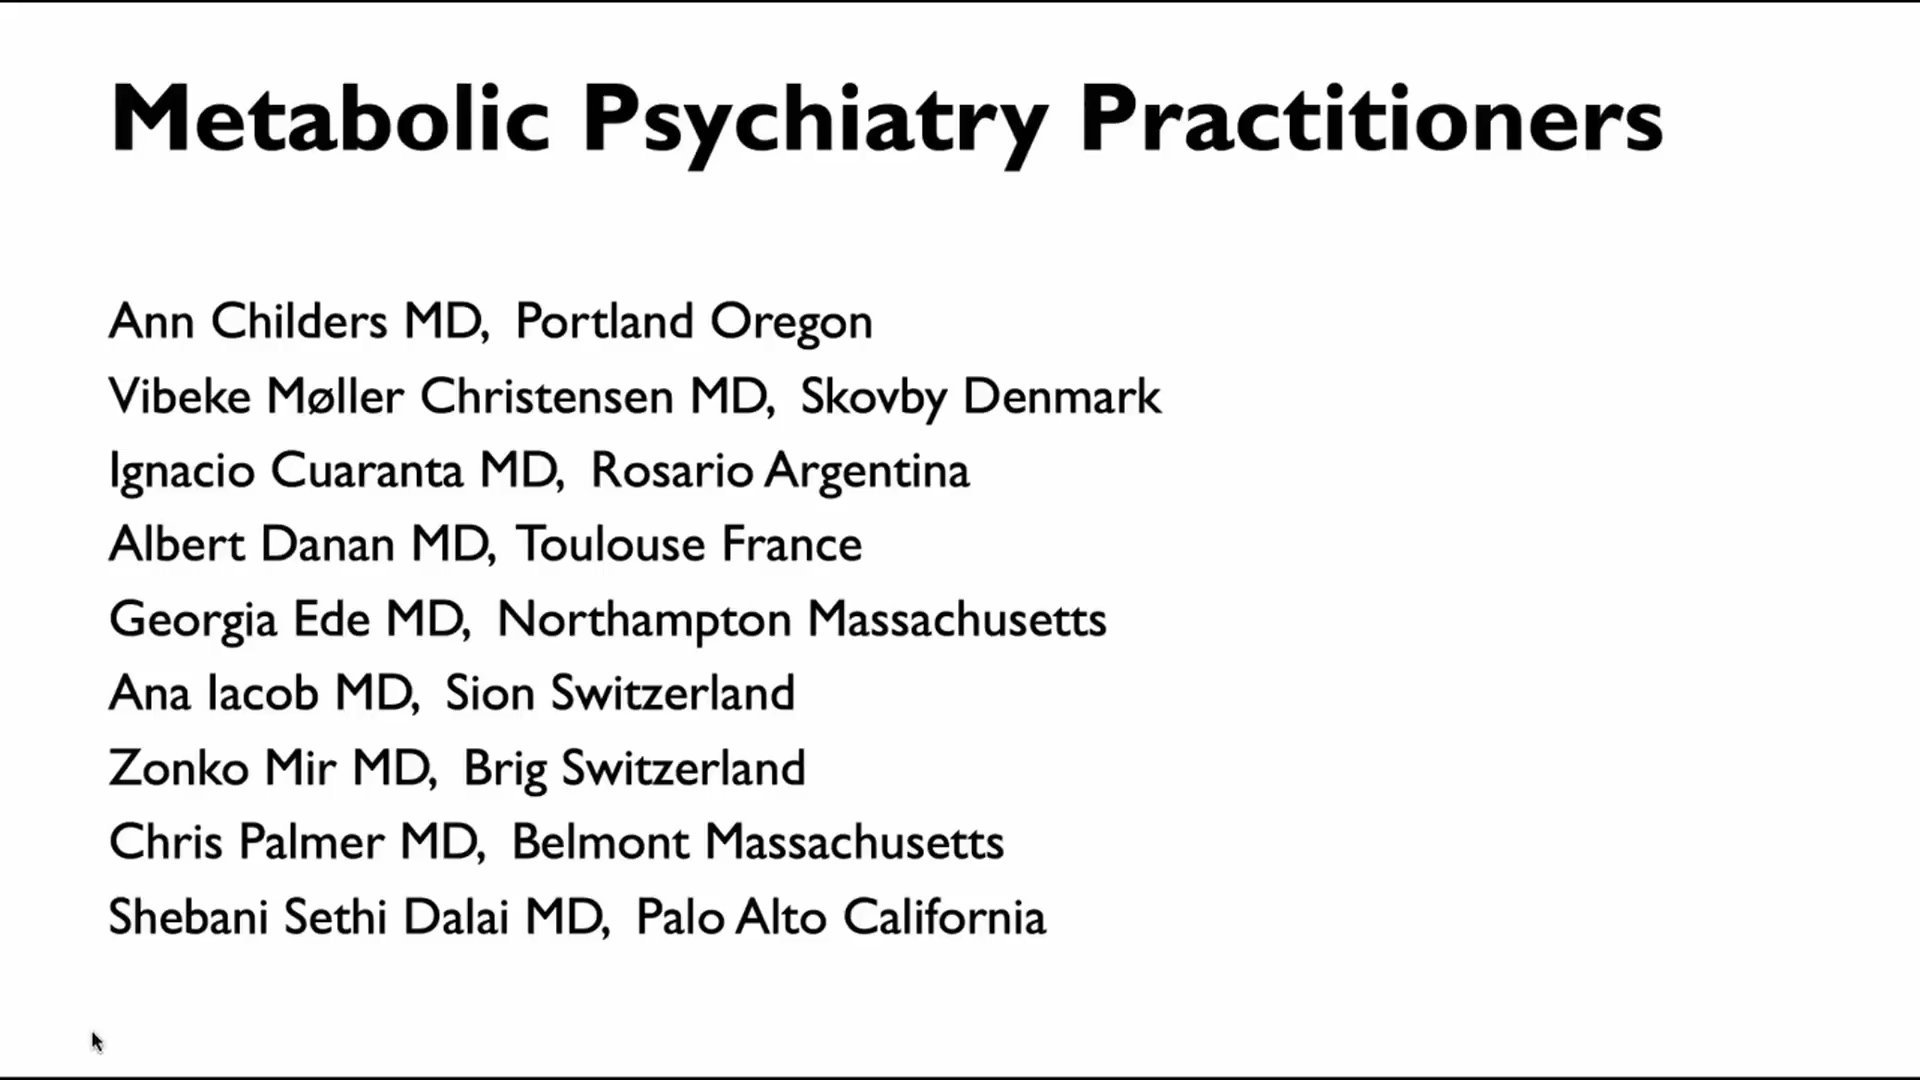 Metabolic Psychiatry Practitioners
Ann Childers MD, Portland Oregon
Vibeke Møller Christensen MD, Skovby Denmark
Ignacio Cuaranta MD, Rosario Argentina
Albert Danan MD, Toulouse France
Georgia Ede MD, Northampton Massachusetts
Ana Iacob MD, Sion Switzerland
Zonko Mir MD, Brig Switzerland
Chris Palmer MD, Belmont Massachusetts
Shebani Sethi Dalai MD, Palo Alto California